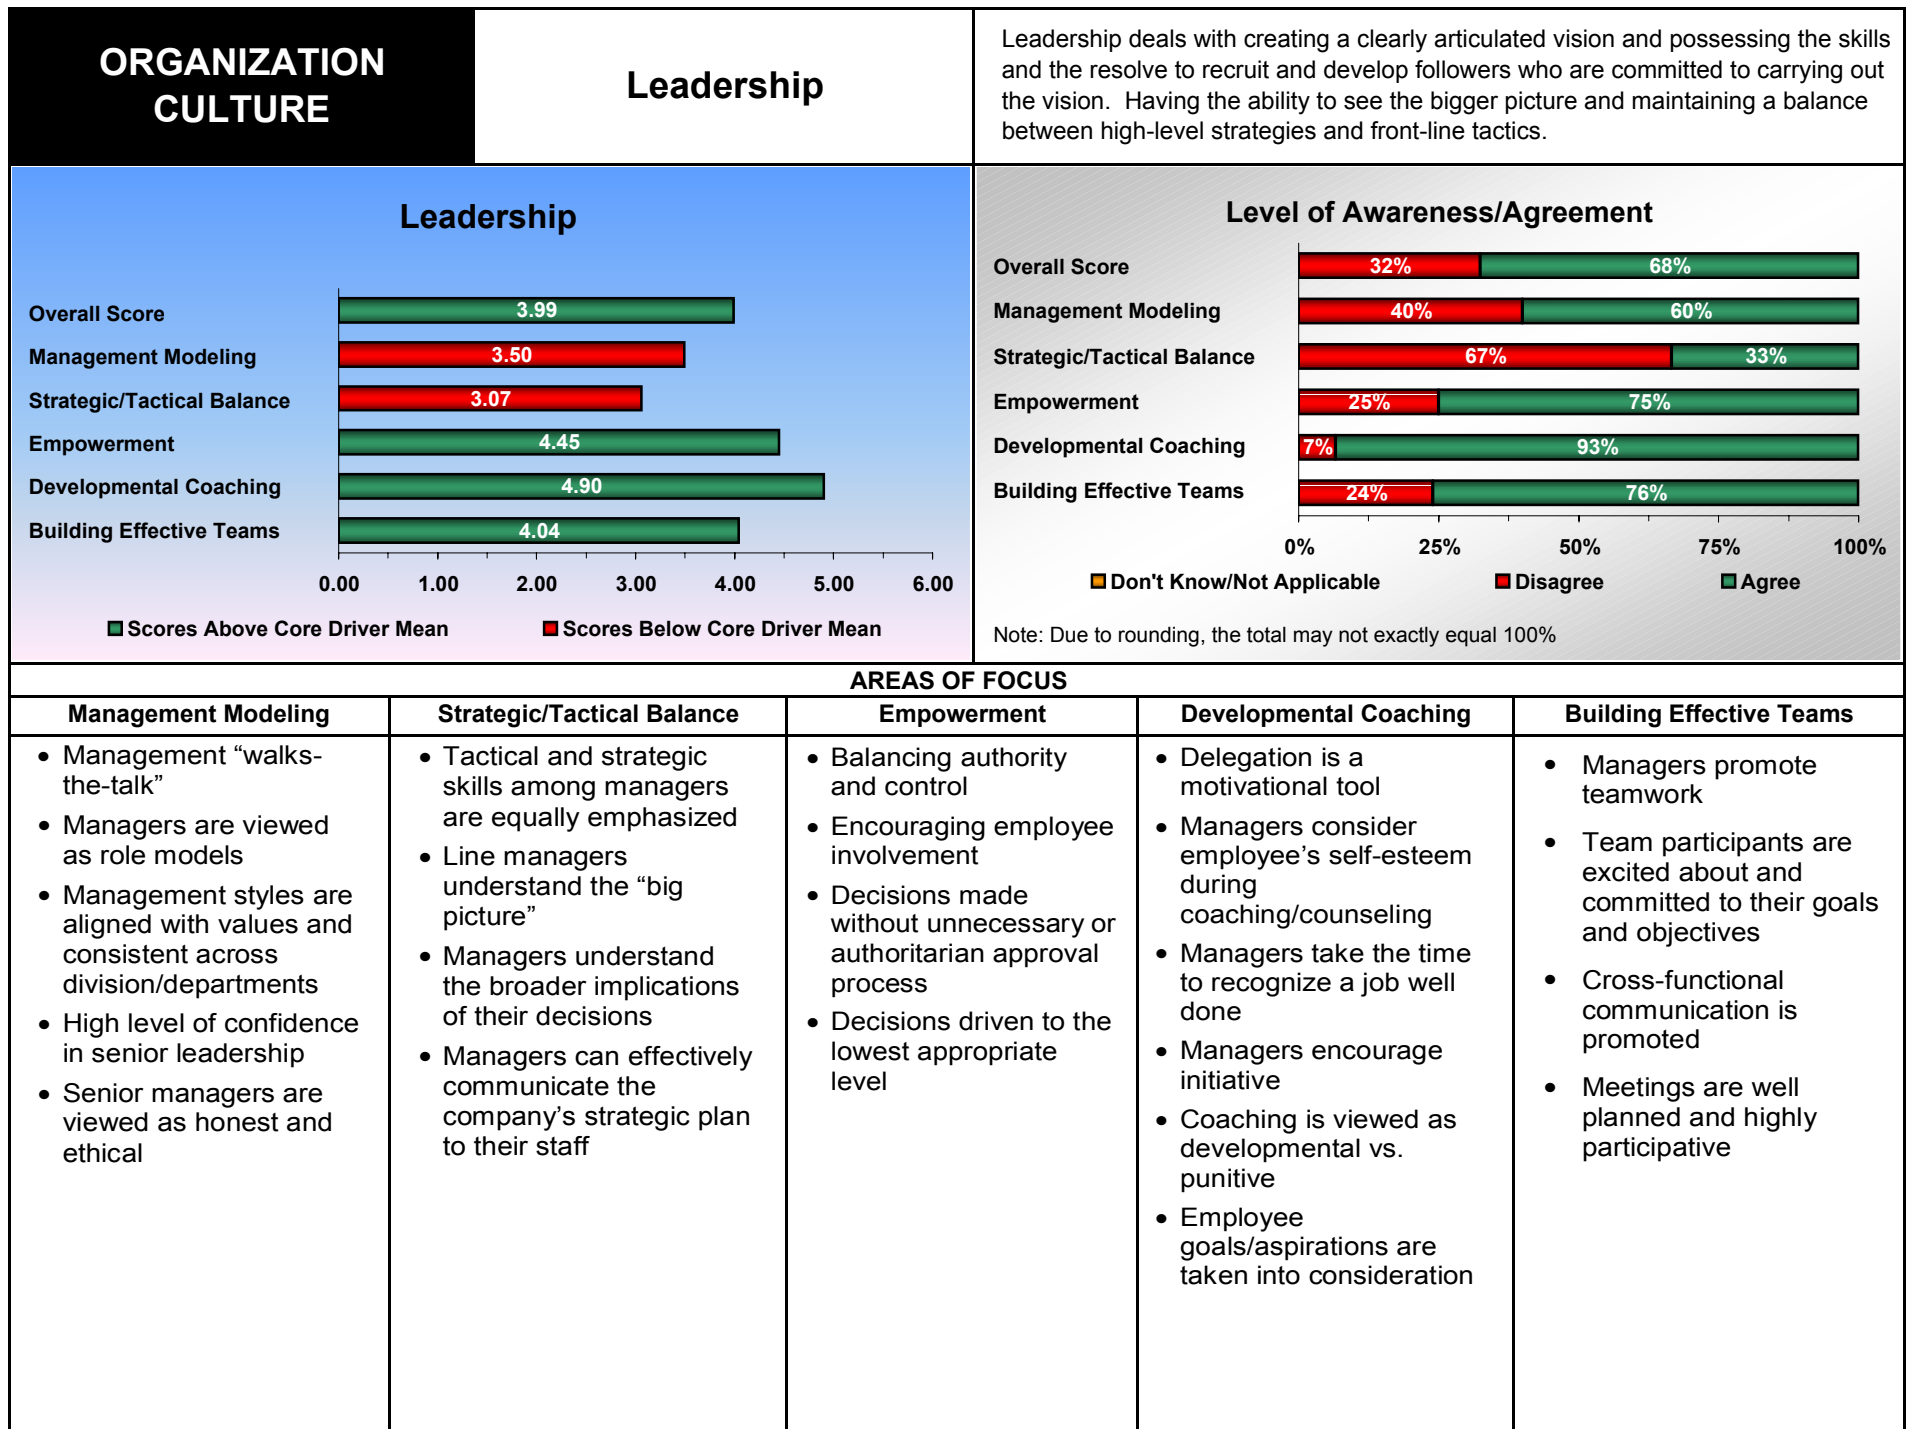 ORGANIZATION
CULTURE
Leadership
Leadership deals with creating a clearly articulated vision and possessing the skills
and the resolve to recruit and develop followers who are committed to carrying out
the vision.  Having the ability to see the bigger picture and maintaining a balance
between high-level strategies and front-line tactics.
Leadership
Overall Score
3.99
Management Modeling
3.50
Strategic/Tactical Balance
3.07
Empowerment
4.45
Developmental Coaching
4.90
Building Effective Teams
4.04
0.00 1.00 2.00 3.00 4.00 5.00 6.00
Scores Above Core Driver Mean
Scores Below Core Driver Mean
Level of Awareness/Agreement
Overall Score
32% 68%
Management Modeling
40% 60%
Strategic/Tactical Balance
67% 33%
Empowerment
25% 75%
Developmental Coaching
7% 93%
Building Effective Teams
24% 76%
0% 25% 50% 75% 100%
Don't Know/Not Applicable
Disagree
Agree
Note: Due to rounding, the total may not exactly equal 100%
AREAS OF FOCUS
Management Modeling
• Management “walks-
the-talk”
• Managers are viewed
as role models
• Management styles are
aligned with values and
consistent across
division/departments
• High level of confidence
in senior leadership
• Senior managers are
viewed as honest and
ethical
Strategic/Tactical Balance
• Tactical and strategic
skills among managers
are equally emphasized
• Line managers
understand the “big
picture”
• Managers understand
the broader implications
of their decisions
• Managers can effectively
communicate the
company’s strategic plan
to their staff
Empowerment
• Balancing authority
and control
• Encouraging employee
involvement
• Decisions made
without unnecessary or
authoritarian approval
process
• Decisions driven to the
lowest appropriate
level
Developmental Coaching
• Delegation is a
motivational tool
• Managers consider
employee’s self-esteem
during
coaching/counseling
• Managers take the time
to recognize a job well
done
• Managers encourage
initiative
• Coaching is viewed as
developmental vs.
punitive
• Employee
goals/aspirations are
taken into consideration
Building Effective Teams
• Managers promote
teamwork
• Team participants are
excited about and
committed to their goals
and objectives
• Cross-functional
communication is
promoted
• Meetings are well
planned and highly
participative